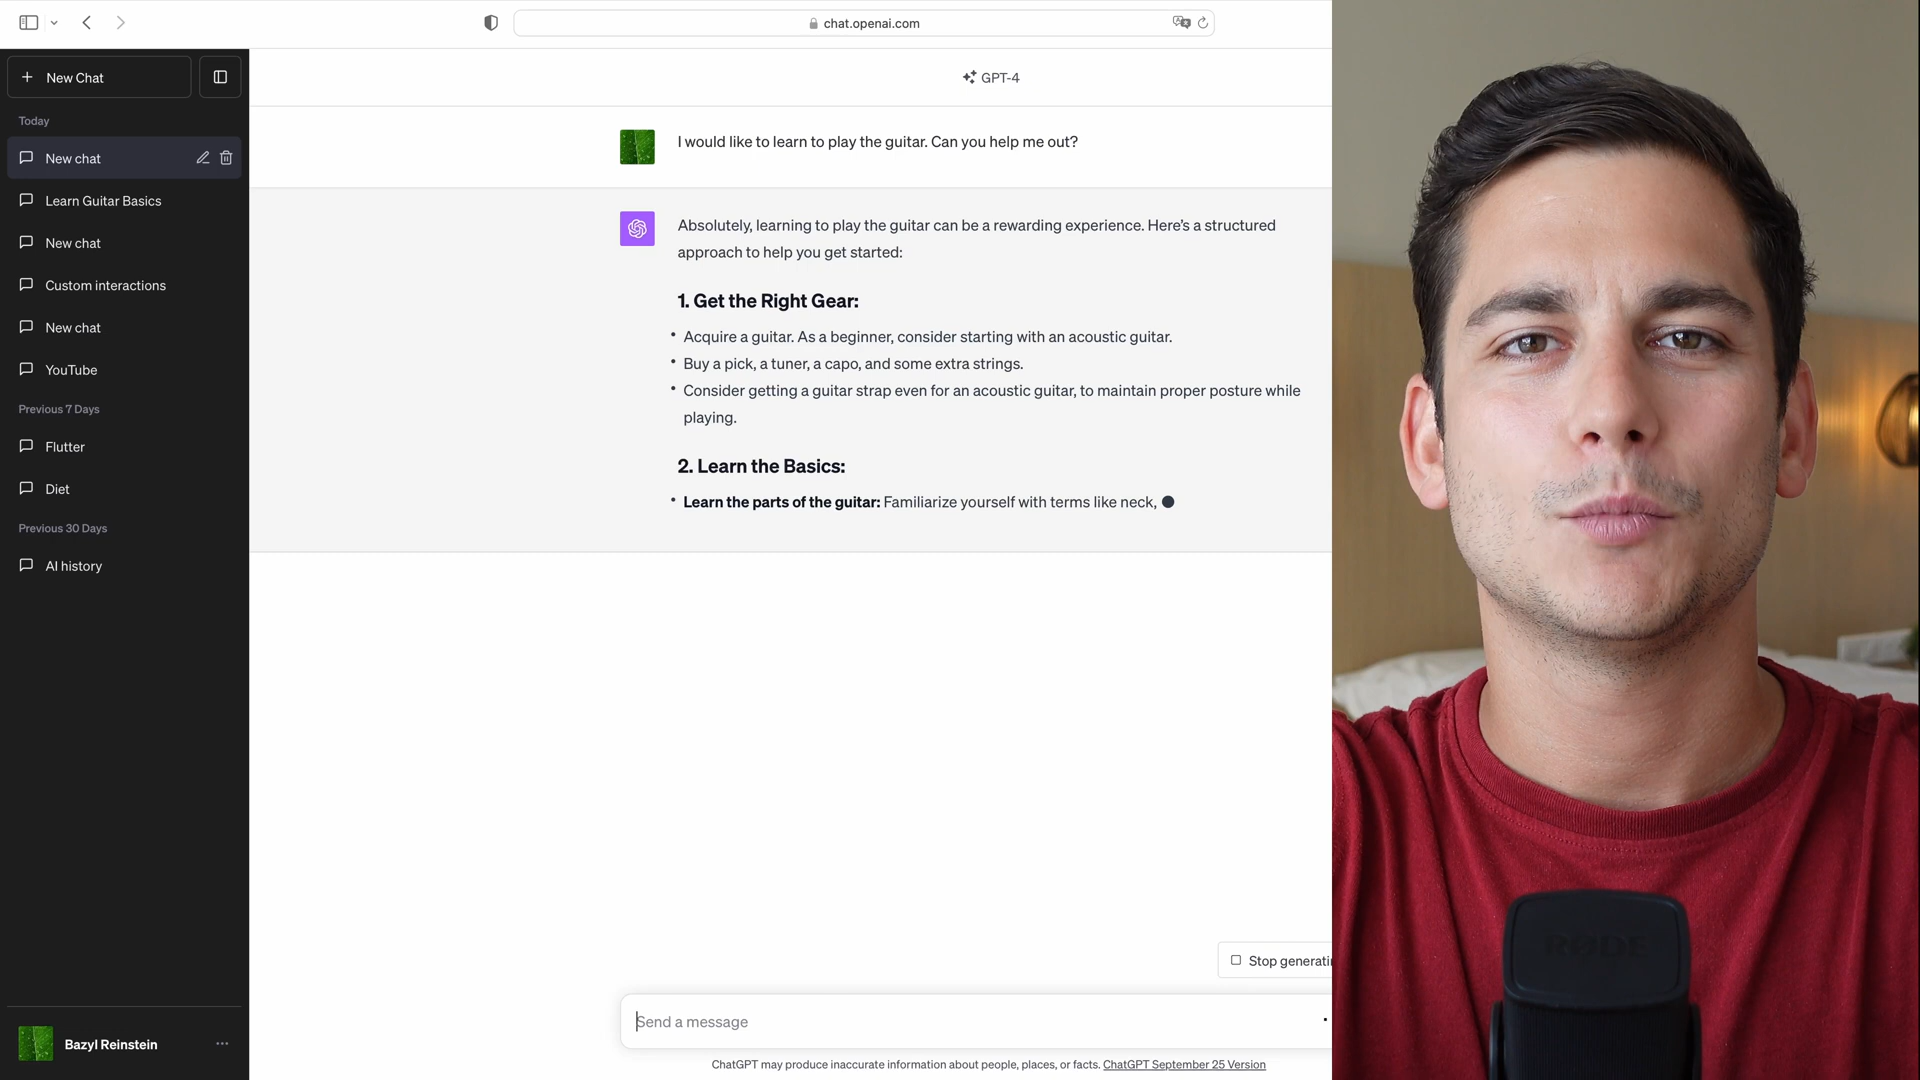 chat.openai.com
New Chat
GPT-4
Today
New chat
Learn Guitar Basics
New chat
Custom interactions
New chat
YouTube
Previous 7 Days
Flutter
Diet
Previous 30 Days
AI history
Bazyl Reinstein
I would like to learn to play the guitar. Can you help me out?
Absolutely, learning to play the guitar can be a rewarding experience. Here’s a structured
approach to help you get started:
1. Get the Right Gear:
• Acquire a guitar. As a beginner, consider starting with an acoustic guitar.
• Buy a pick, a tuner, a capo, and some extra strings.
• Consider getting a guitar strap even for an acoustic guitar, to maintain proper posture while
playing.
2. Learn the Basics:
• Learn the parts of the guitar: Familiarize yourself with terms like neck,
Stop generati
Send a message
ChatGPT may produce inaccurate information about people, places, or facts. ChatGPT September 25 Version
RØDE